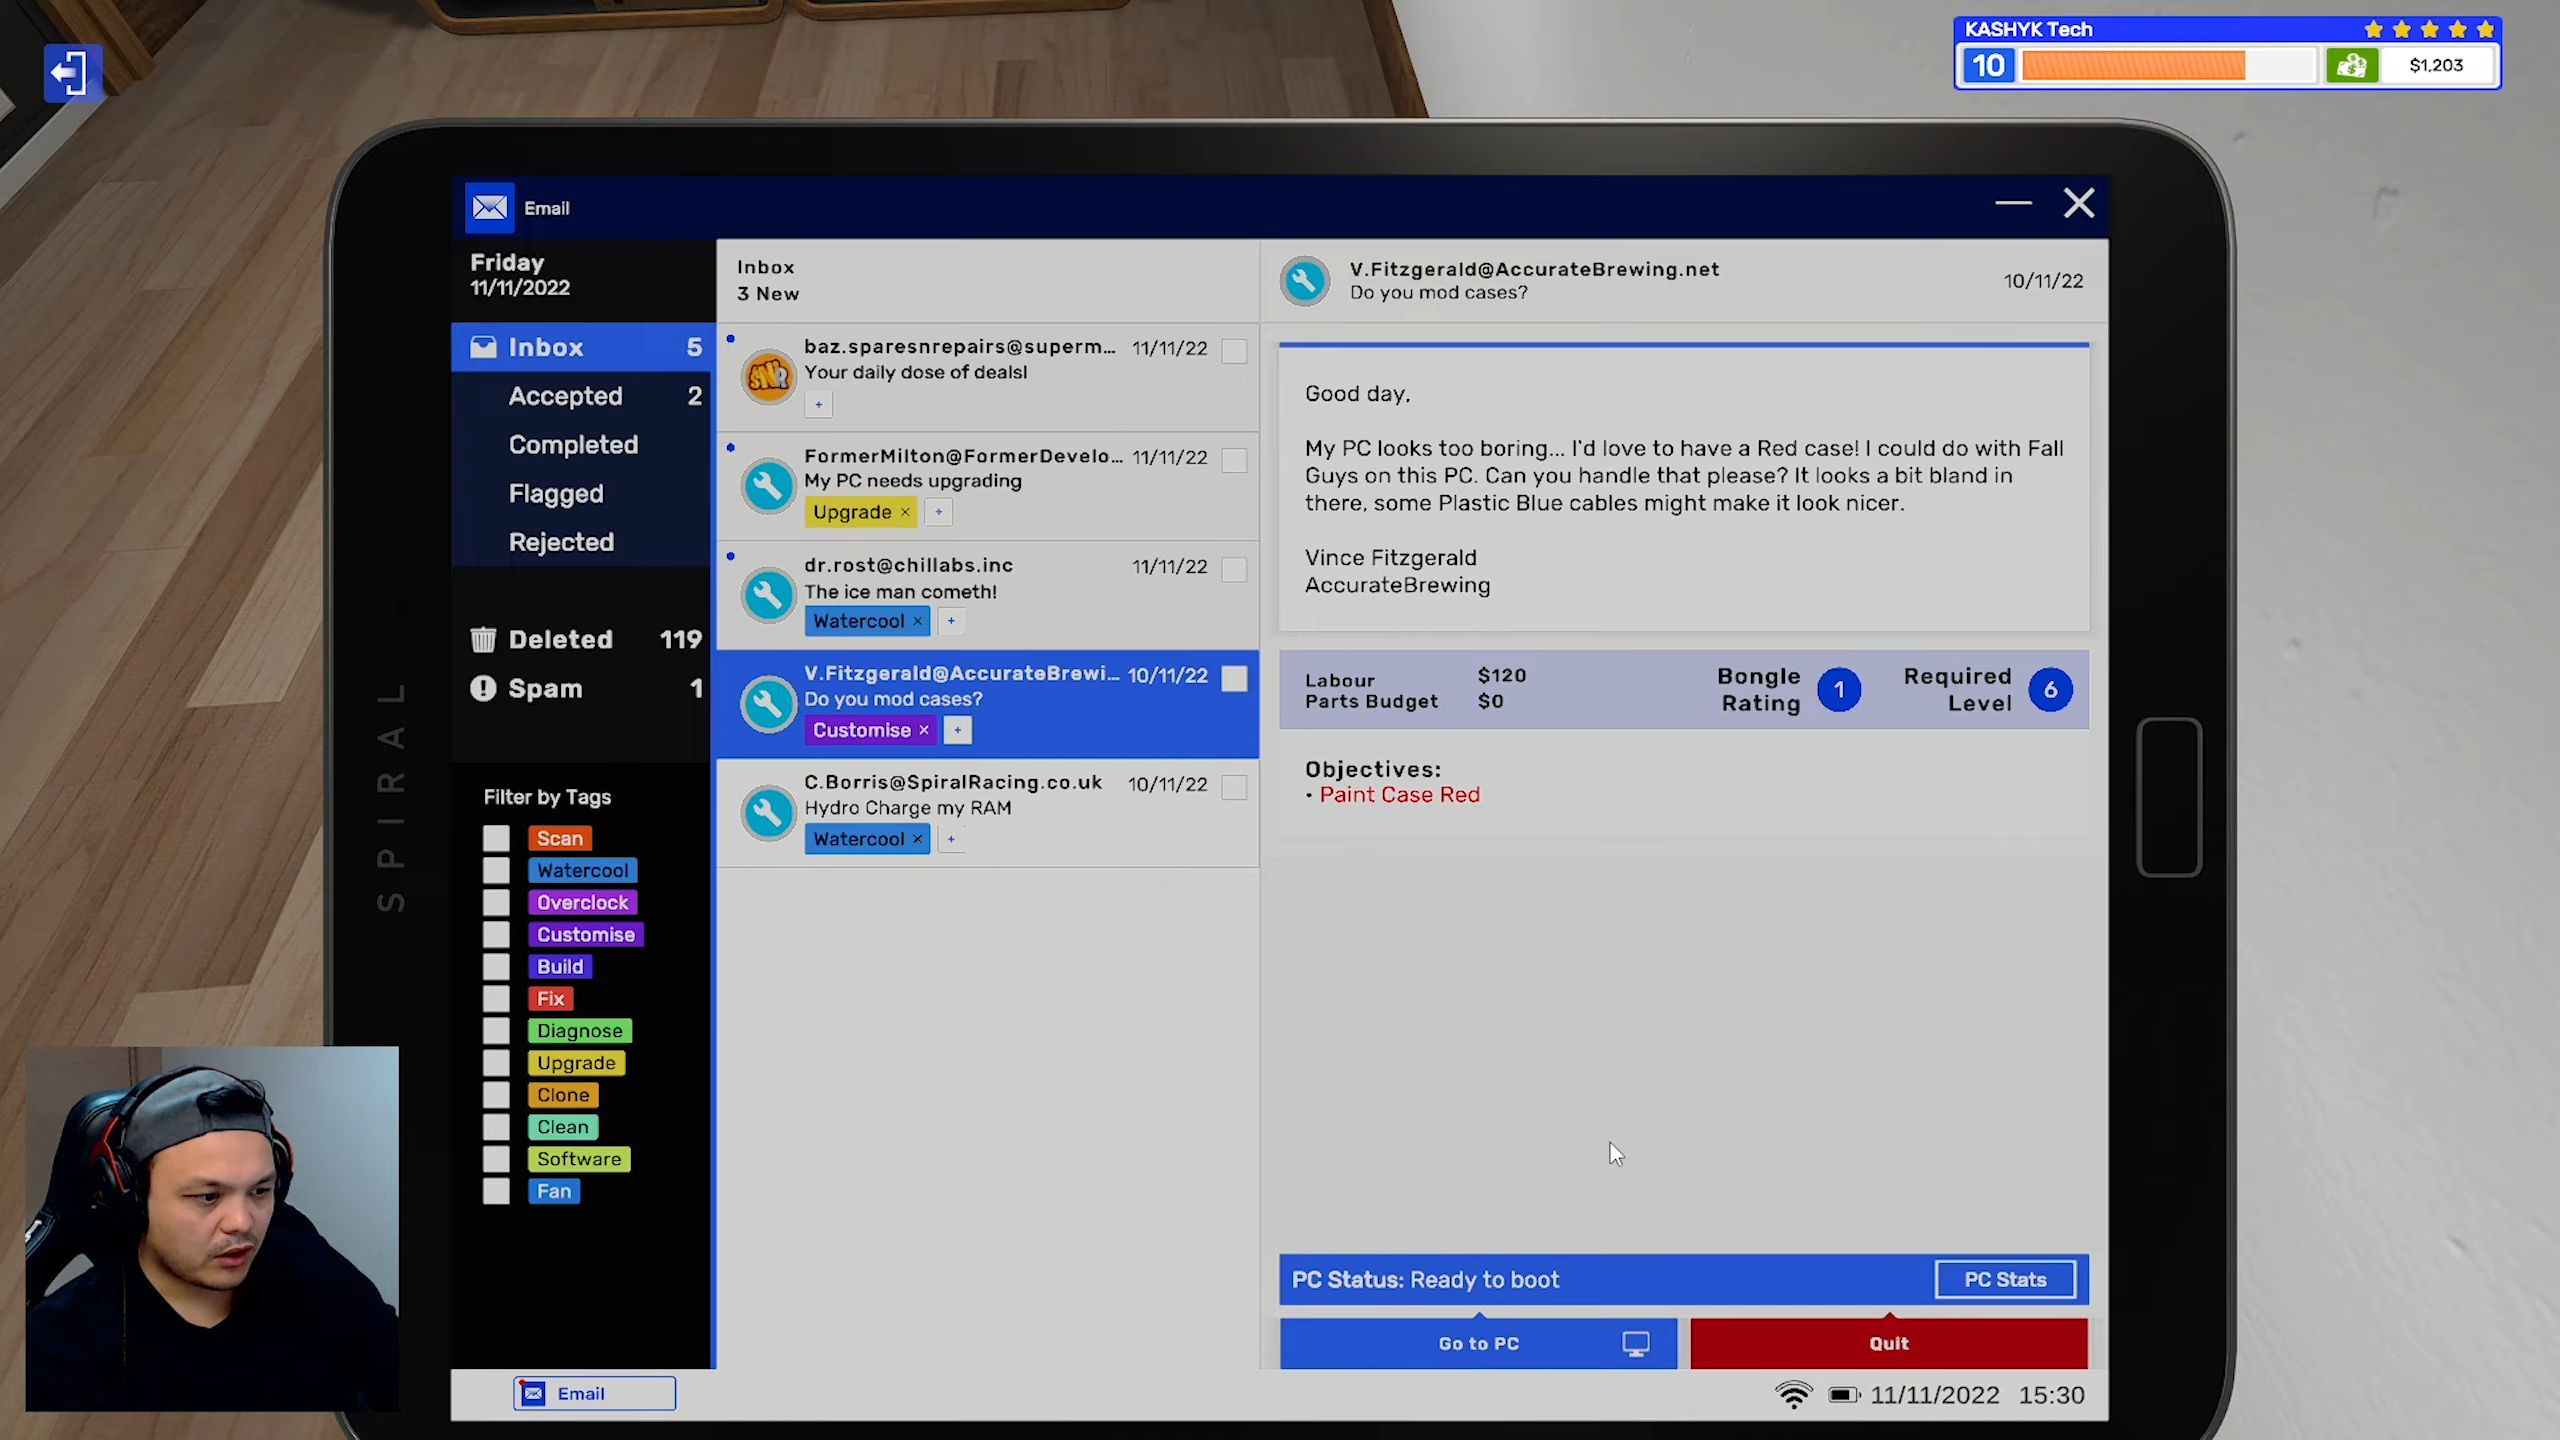 KASHYK Tech
10
$1,203
Email
Friday
11/11/2022
Inbox 5
Accepted 2
Completed
Flagged
Rejected
Deleted 119
Spam 1
Filter by Tags
Scan
Watercool
Overclock
Customise
Build
Fix
Diagnose
Upgrade
Clone
Clean
Software
Fan
SPIRAL
Inbox
3 New
baz.sparesnrepairs@superm... 11/11/22
Your daily dose of deals!
+
SNR
FormerMilton@FormerDevelo... 11/11/22
My PC needs upgrading
Upgrade × +
dr.rost@chillabs.inc 11/11/22
The ice man cometh!
Watercool × +
V.Fitzgerald@AccurateBrewi... 10/11/22
Do you mod cases?
Customise × +
C.Borris@SpiralRacing.co.uk 10/11/22
Hydro Charge my RAM
Watercool × +
V.Fitzgerald@AccurateBrewing.net
Do you mod cases?
10/11/22
Good day,
My PC looks too boring... I'd love to have a Red case! I could do with Fall
Guys on this PC. Can you handle that please? It looks a bit bland in
there, some Plastic Blue cables might make it look nicer.
Vince Fitzgerald
AccurateBrewing
Labour $120
Parts Budget $0
Bongle
Rating 1
Required
Level 6
Objectives:
• Paint Case Red
PC Status: Ready to boot
PC Stats
Go to PC
Quit
Email
11/11/2022 15:30